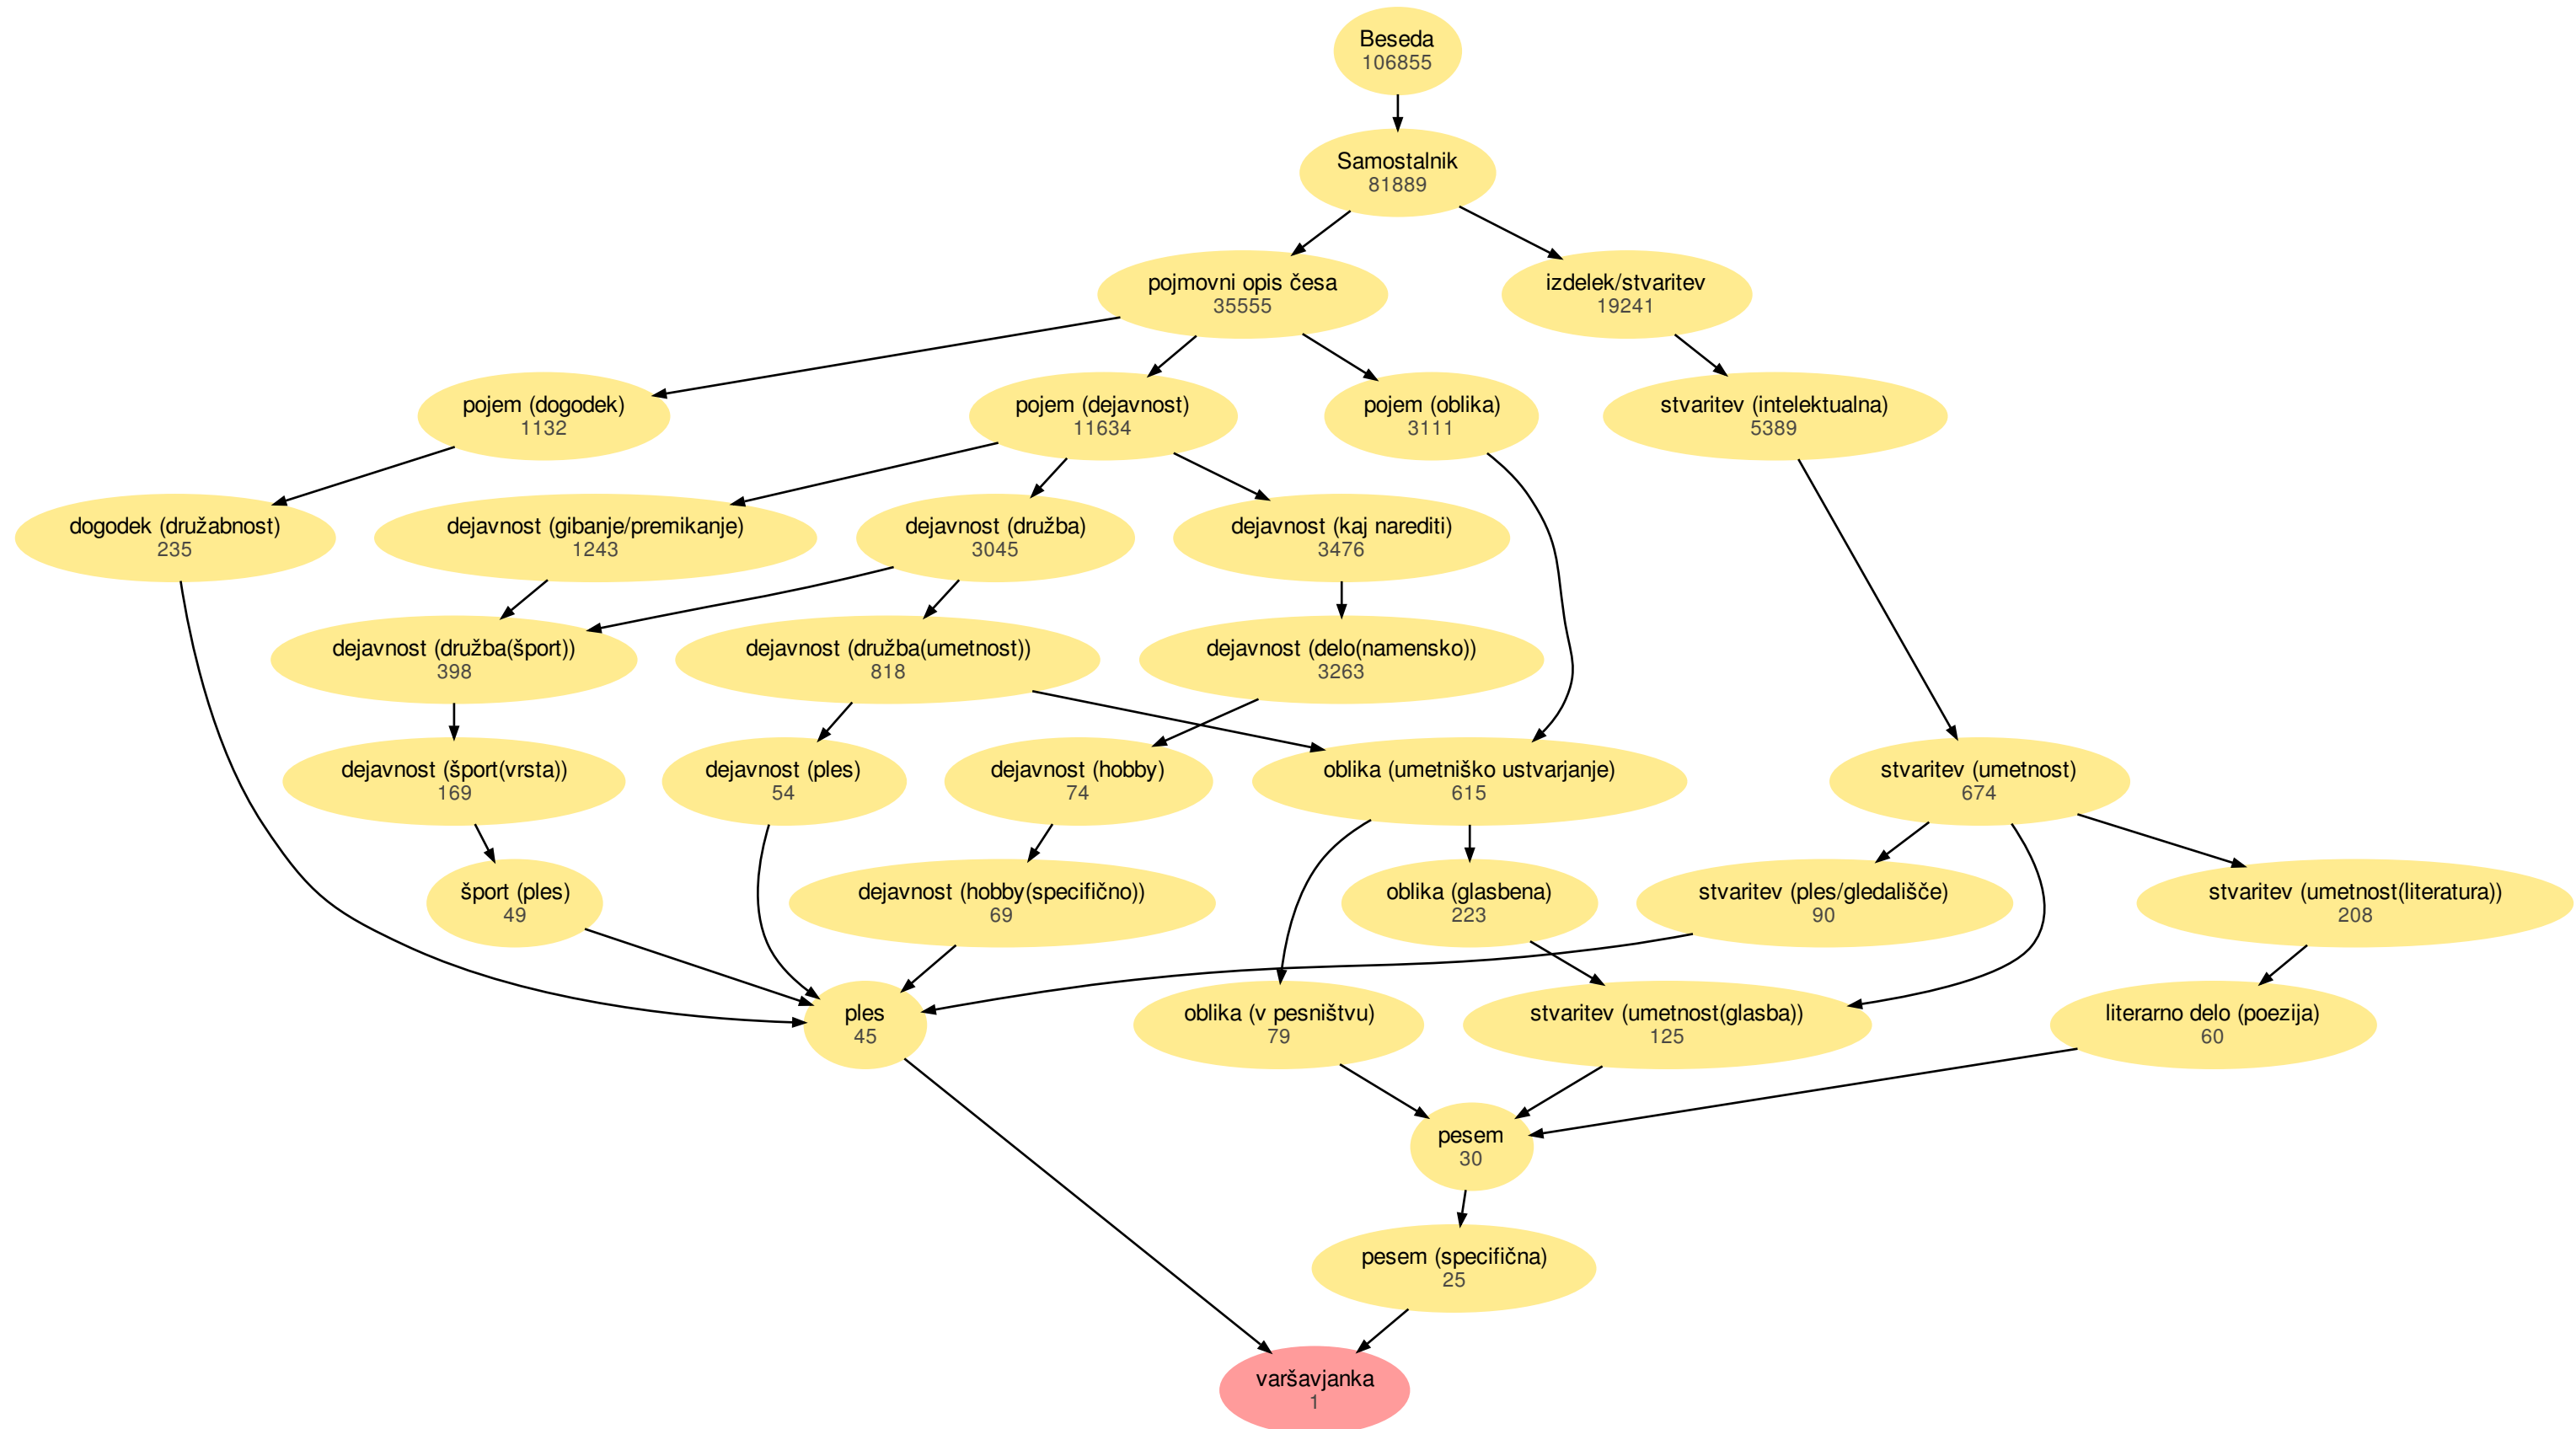 Beseda
106855
Samostalnik
81889
pojmovni opis česa
35555
izdelek/stvaritev
19241
pojem (dogodek)
1132
pojem (dejavnost)
11634
pojem (oblika)
3111
stvaritev (intelektualna)
5389
dogodek (družabnost)
235
dejavnost (gibanje/premikanje)
1243
dejavnost (družba)
3045
dejavnost (kaj narediti)
3476
dejavnost (družba(šport))
398
dejavnost (družba(umetnost))
818
dejavnost (delo(namensko))
3263
dejavnost (šport(vrsta))
169
dejavnost (ples)
54
dejavnost (hobby)
74
oblika (umetniško ustvarjanje)
615
stvaritev (umetnost)
674
šport (ples)
49
dejavnost (hobby(specifično))
69
oblika (glasbena)
223
stvaritev (ples/gledališče)
90
stvaritev (umetnost(literatura))
208
ples
45
oblika (v pesništvu)
79
stvaritev (umetnost(glasba))
125
literarno delo (poezija)
60
pesem
30
pesem (specifična)
25
varšavjanka
1